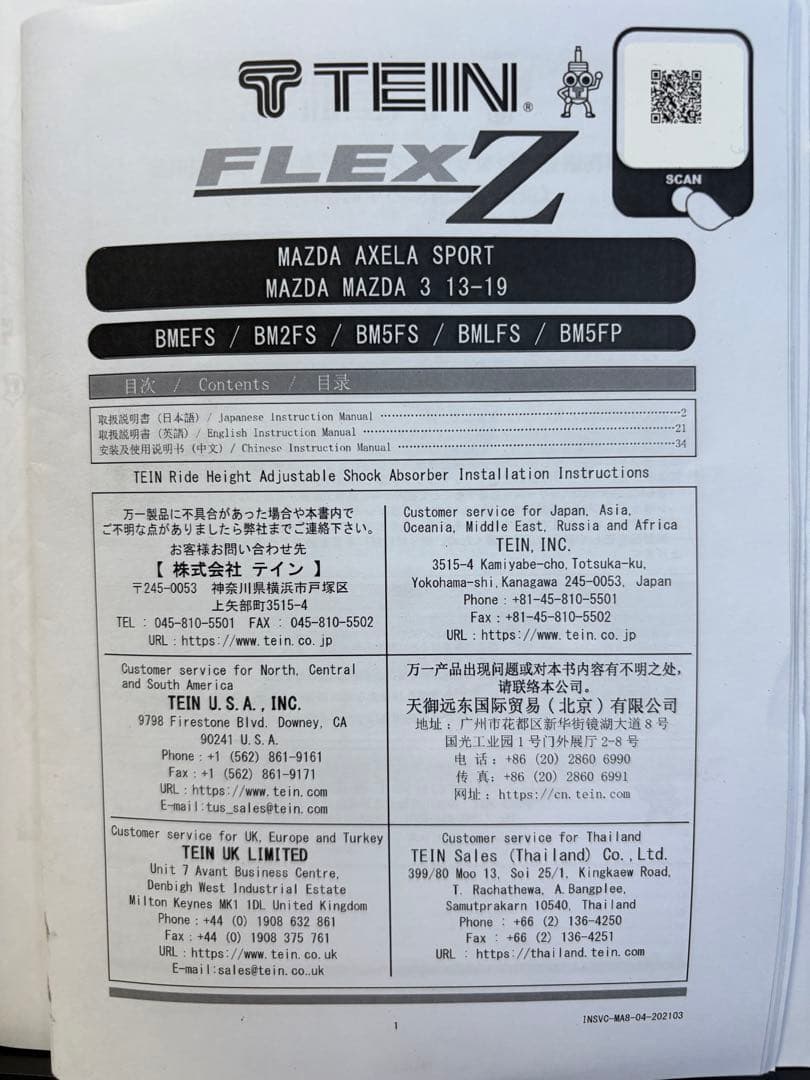 TEIN®
FLEX Z
SCAN
MAZDA AXELA SPORT
MAZDA MAZDA 3 13-19
BMEFS / BM2FS / BM5FS / BMLFS / BM5FP
目次 / Contents / 目录
取扱説明書 (日本語) / Japanese Instruction Manual ……………………2
取扱説明書 (英語) / English Instruction Manual ……………………21
安装及使用说明书 (中文) / Chinese Instruction Manual ……………………34
TEIN Ride Height Adjustable Shock Absorber Installation Instructions
万一製品に不具合があった場合や本書内で
ご不明な点がありましたら弊社までご連絡下さい。
お客様お問い合わせ先
【 株式会社 テイン 】
〒245-0053 神奈川県横浜市戸塚区
上矢部町3515-4
TEL : 045-810-5501 FAX : 045-810-5502
URL : https://www.tein.co.jp
Customer service for Japan, Asia,
Oceania, Middle East, Russia and Africa
TEIN, INC.
3515-4 Kamiyabe-cho, Totsuka-ku,
Yokohama-shi, Kanagawa 245-0053, Japan
Phone : +81-45-810-5501
Fax : +81-45-810-5502
URL : https://www.tein.co.jp
Customer service for North, Central
and South America
TEIN U.S.A., INC.
9798 Firestone Blvd. Downey, CA
90241 U.S.A.
Phone : +1 (562) 861-9161
Fax : +1 (562) 861-9171
URL : https://www.tein.com
E-mail:tus_sales@tein.com
万一产品出现问题或对本书内容有不明之处,
请联络本公司。
天御远东国际贸易(北京)有限公司
地址：广州市花都区新华街镜湖大道8号
国光工业园1号门外展厅2-8号
电 话：+86 (20) 2860 6990
传 真：+86 (20) 2860 6991
网址：https://cn.tein.com
Customer service for UK, Europe and Turkey
TEIN UK LIMITED
Unit 7 Avant Business Centre,
Denbigh West Industrial Estate
Milton Keynes MK1 1DL United Kingdom
Phone : +44 (0) 1908 632 861
Fax : +44 (0) 1908 375 761
URL : https://www.tein.co.uk
E-mail:sales@tein.co..uk
Customer service for Thailand
TEIN Sales (Thailand) Co., Ltd.
399/80 Moo 13, Soi 25/1, Kingkaew Road,
T. Rachathewa, A.Bangplee,
Samutprakarn 10540, Thailand
Phone : +66 (2) 136-4250
Fax : +66 (2) 136-4251
URL : https://thailand.tein.com
1
INSVC-MA8-04-202103